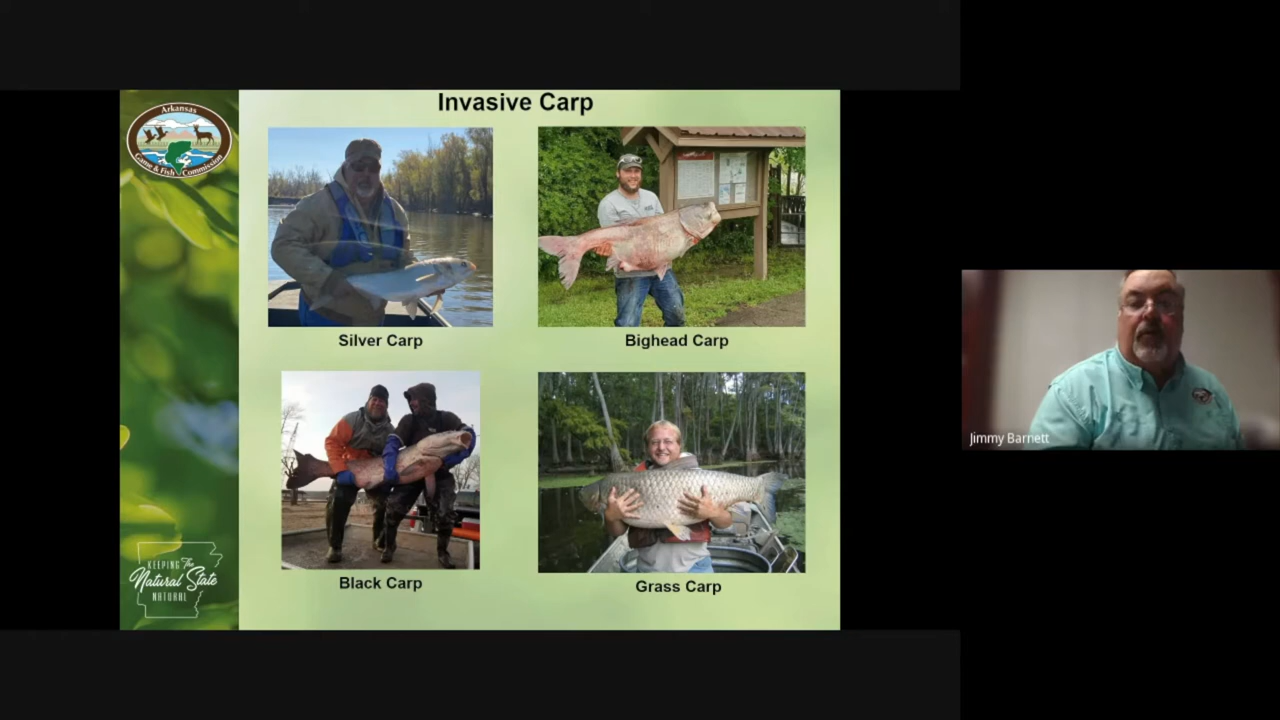 Invasive Carp
Arkansas
Game & Fish Commission
Silver Carp
Bighead Carp
Jimmy Barnett
Black Carp
Grass Carp
KEEPING The
Natural State
NATURAL